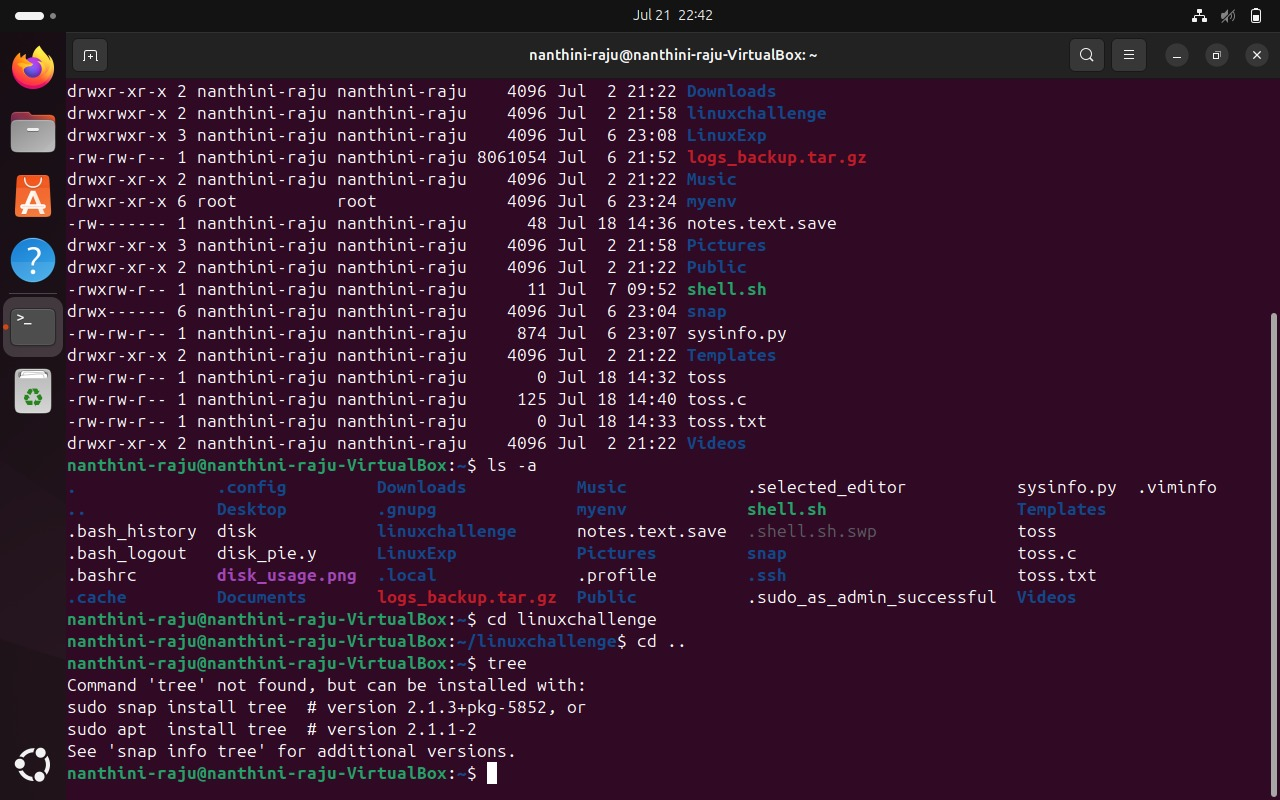 Jul 21 22:42
nanthini-raju@nanthini-raju-VirtualBox: ~
drwxr-xr-x 2 nanthini-raju nanthini-raju    4096 Jul  2 21:22 Downloads
drwxrwxr-x 2 nanthini-raju nanthini-raju    4096 Jul  2 21:58 linuxchallenge
drwxrwxr-x 3 nanthini-raju nanthini-raju    4096 Jul  6 23:08 LinuxExp
-rw-rw-r-- 1 nanthini-raju nanthini-raju 8061054 Jul  6 21:52 logs_backup.tar.gz
drwxr-xr-x 2 nanthini-raju nanthini-raju    4096 Jul  2 21:22 Music
drwxr-xr-x 6 root          root             4096 Jul  6 23:24 myenv
-rw------- 1 nanthini-raju nanthini-raju      48 Jul 18 14:36 notes.text.save
drwxr-xr-x 3 nanthini-raju nanthini-raju    4096 Jul  2 21:58 Pictures
drwxr-xr-x 2 nanthini-raju nanthini-raju    4096 Jul  2 21:22 Public
-rwxrw-r-- 1 nanthini-raju nanthini-raju      11 Jul  7 09:52 shell.sh
drwx------ 6 nanthini-raju nanthini-raju    4096 Jul  6 23:04 snap
-rw-rw-r-- 1 nanthini-raju nanthini-raju     874 Jul  6 23:07 sysinfo.py
drwxr-xr-x 2 nanthini-raju nanthini-raju    4096 Jul  2 21:22 Templates
-rw-rw-r-- 1 nanthini-raju nanthini-raju       0 Jul 18 14:32 toss
-rw-rw-r-- 1 nanthini-raju nanthini-raju     125 Jul 18 14:40 toss.c
-rw-rw-r-- 1 nanthini-raju nanthini-raju       0 Jul 18 14:33 toss.txt
drwxr-xr-x 2 nanthini-raju nanthini-raju    4096 Jul  2 21:22 Videos
nanthini-raju@nanthini-raju-VirtualBox:~$ ls -a
.              .config         Downloads           Music            .selected_editor           sysinfo.py  .viminfo
..             Desktop         .gnupg              myenv            shell.sh                   Templates
.bash_history  disk            linuxchallenge      notes.text.save  .shell.sh.swp              toss
.bash_logout   disk_pie.y      LinuxExp            Pictures         snap                       toss.c
.bashrc        disk_usage.png  .local              .profile         .ssh                       toss.txt
.cache         Documents       logs_backup.tar.gz  Public           .sudo_as_admin_successful  Videos
nanthini-raju@nanthini-raju-VirtualBox:~$ cd linuxchallenge
nanthini-raju@nanthini-raju-VirtualBox:~/linuxchallenge$ cd ..
nanthini-raju@nanthini-raju-VirtualBox:~$ tree
Command 'tree' not found, but can be installed with:
sudo snap install tree  # version 2.1.3+pkg-5852, or
sudo apt  install tree  # version 2.1.1-2
See 'snap info tree' for additional versions.
nanthini-raju@nanthini-raju-VirtualBox:~$